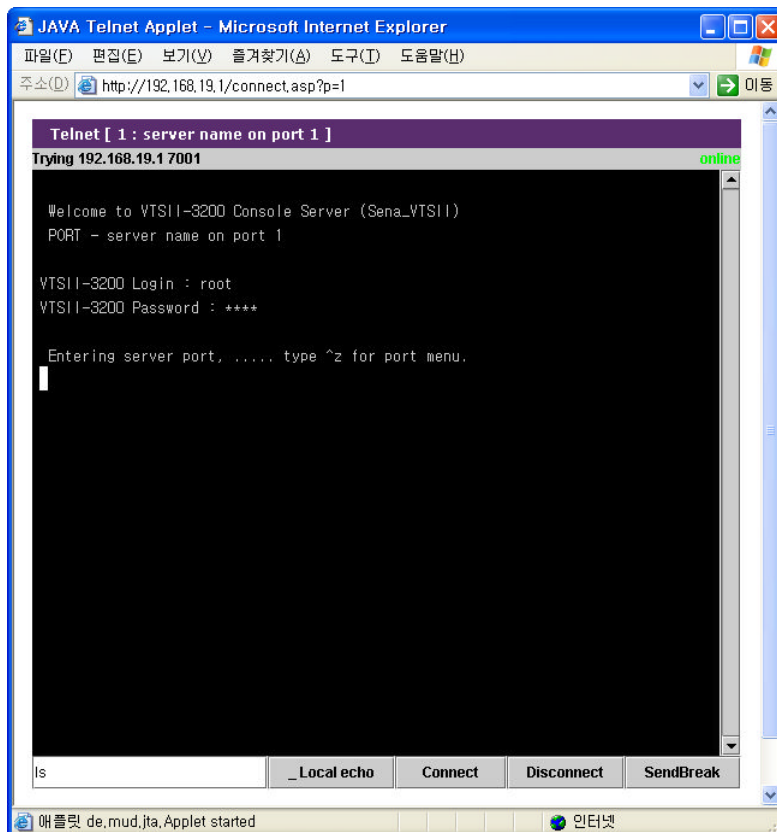 JAVA Telnet Applet - Microsoft Internet Explorer
파일(F) 편집(E) 보기(V) 즐겨찾기(A) 도구(T) 도움말(H)
주소(D) http://192.168.19.1/connect.asp?p=1 이동
Telnet [ 1 : server name on port 1 ]
Trying 192.168.19.1 7001 online
Welcome to VTSII-3200 Console Server (Sena_VTSII)
PORT - server name on port 1
VTSII-3200 Login : root
VTSII-3200 Password : ****
Entering server port, ..... type ^z for port menu.
ls _Local echo Connect Disconnect SendBreak
애플릿 de.mud.jta.Applet started 인터넷